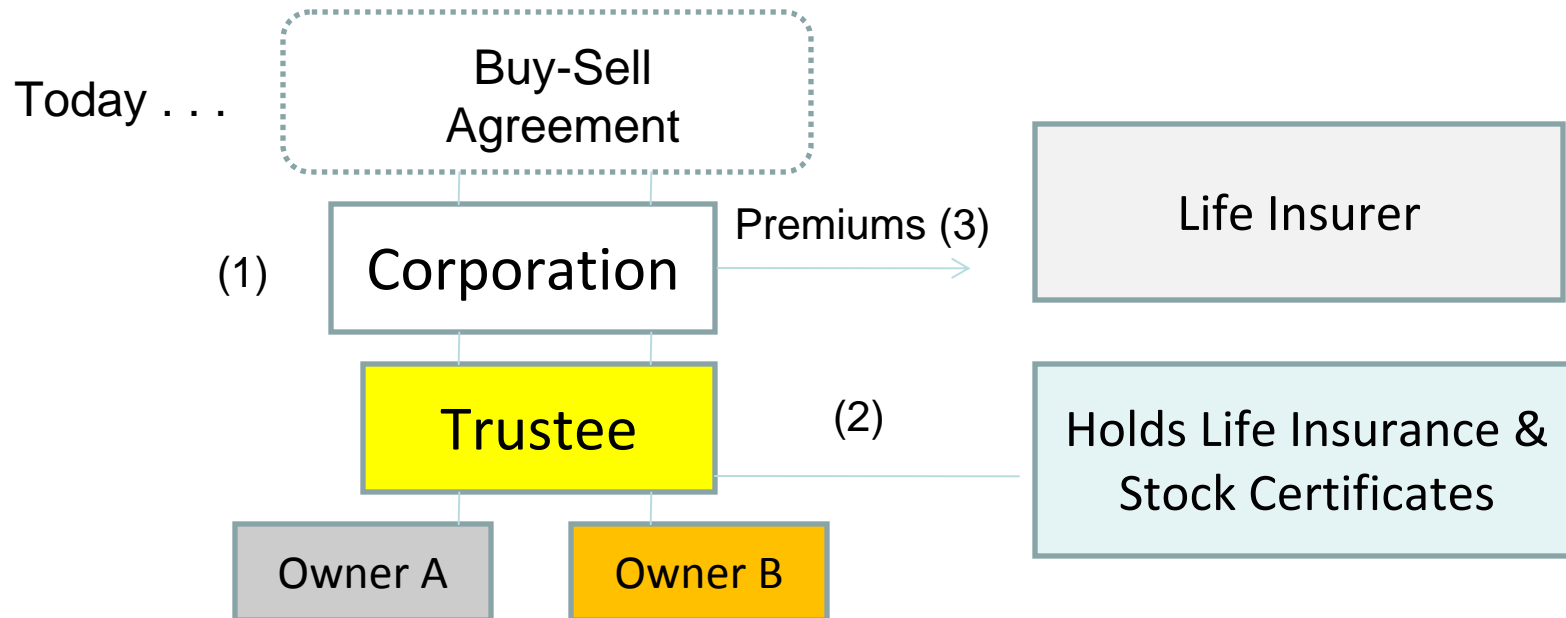 Today . . .
Buy-Sell
Agreement
Premiums (3)
Life Insurer
(1)
Corporation
Trustee
(2)
Holds Life Insurance &
Stock Certificates
Owner A
Owner B